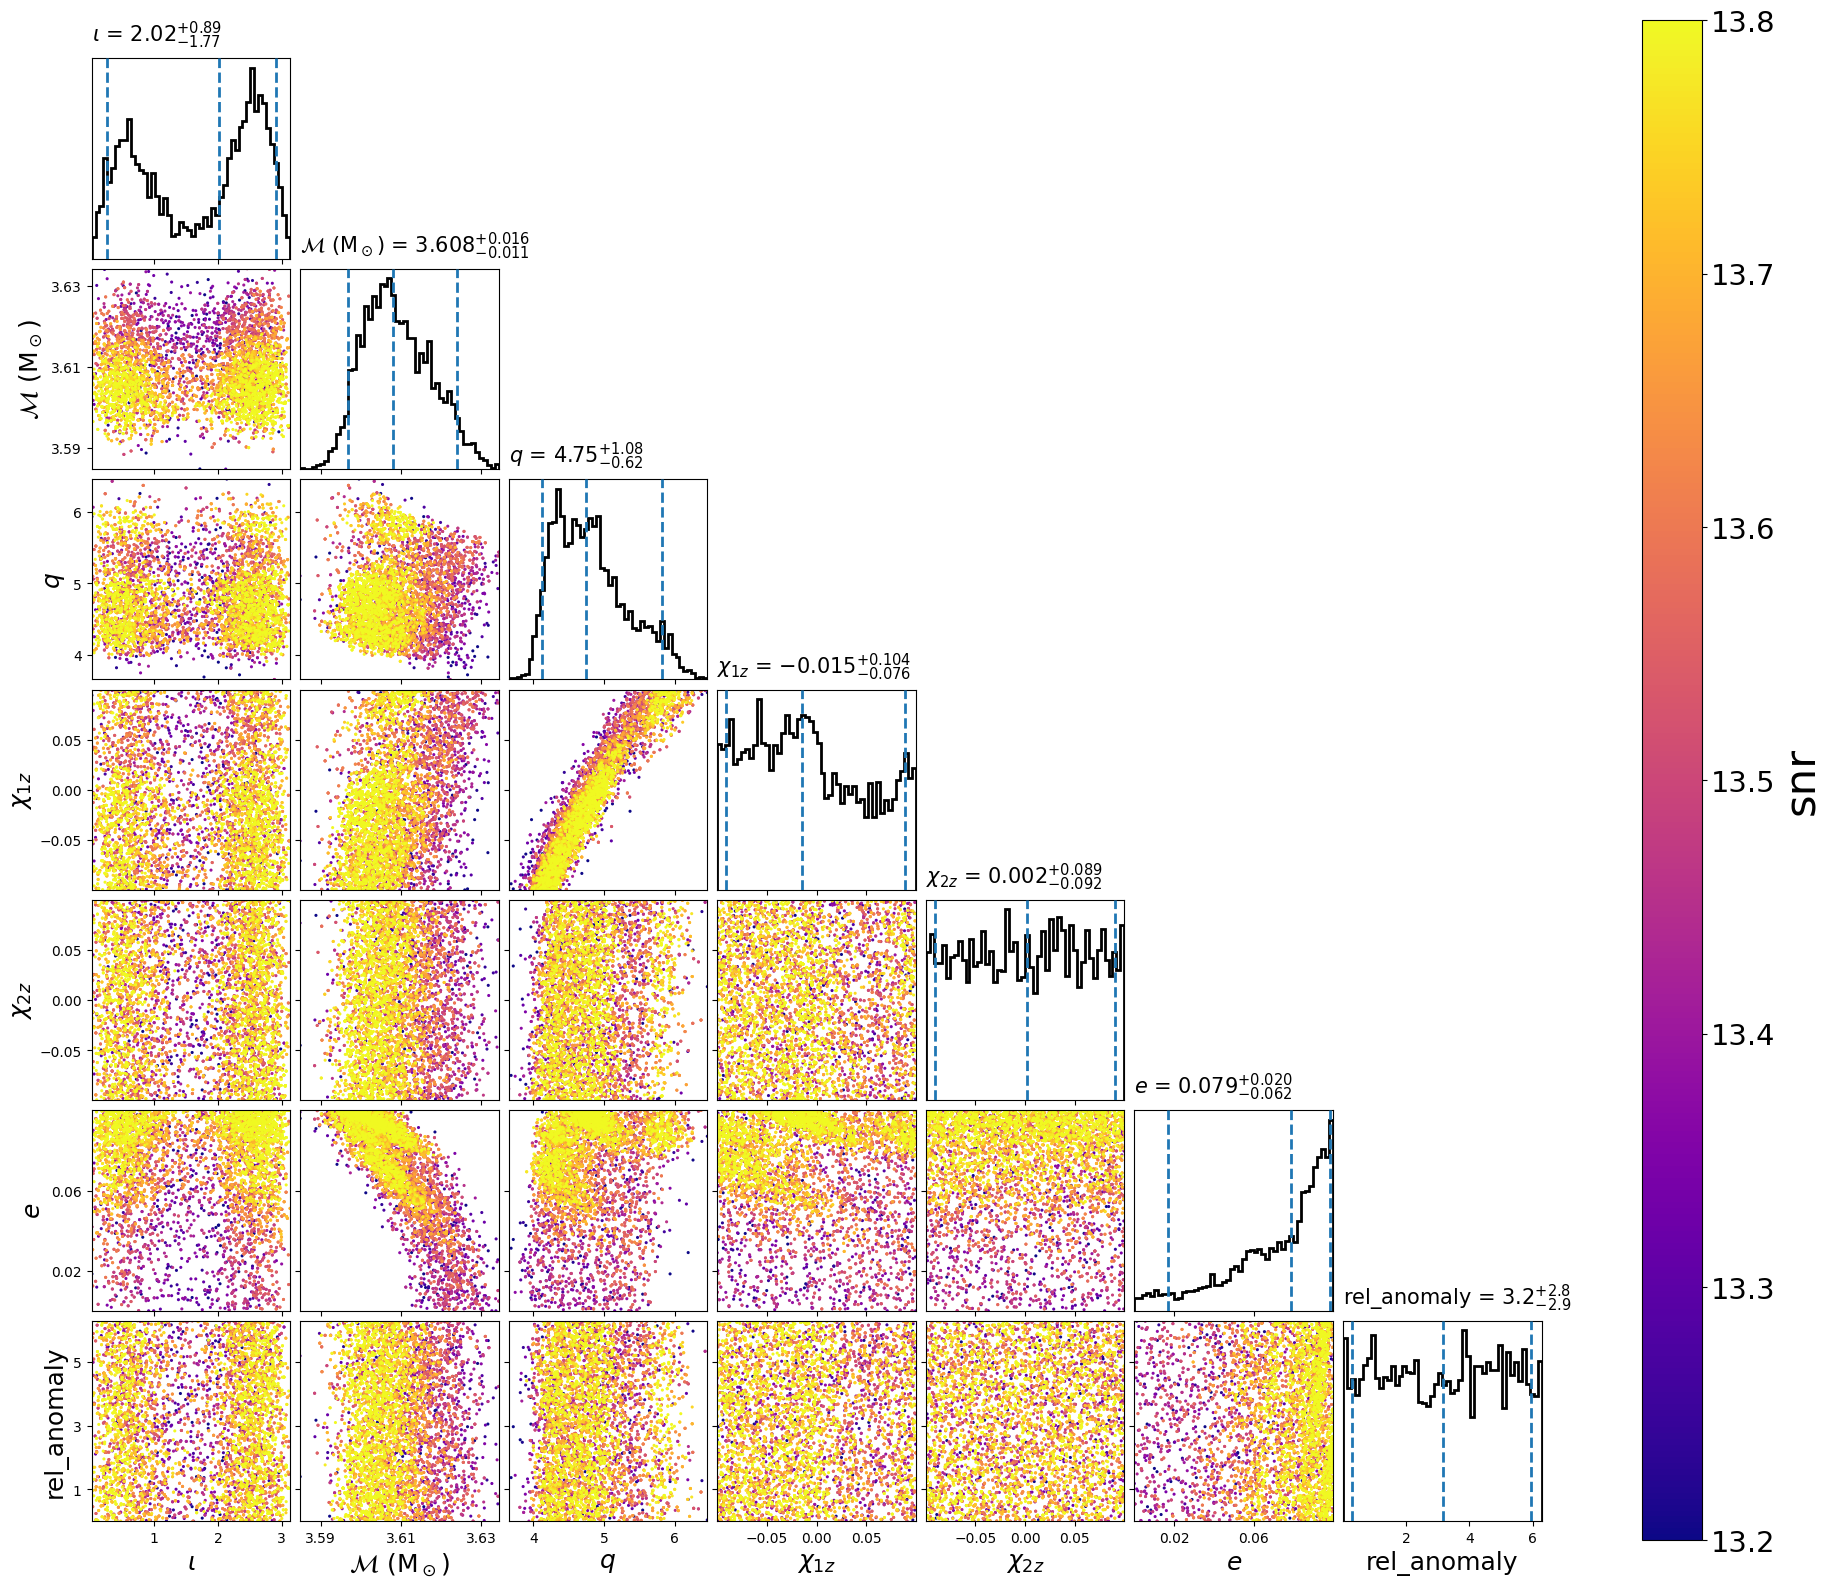 ι = 2.02 +0.89 −1.77
13.8
ℳ (M_⊙) = 3.608 +0.016 −0.011
3.63
3.61
3.59
ℳ (M_⊙)
13.7
q = 4.75 +1.08 −0.62
6
5
4
q
13.6
χ1z = −0.015 +0.104 −0.076
0.05
0.00
−0.05
χ1z
13.5
snr
χ2z = 0.002 +0.089 −0.092
0.05
0.00
−0.05
χ2z
13.4
e = 0.079 +0.020 −0.062
0.06
0.02
e
13.3
rel_anomaly = 3.2 +2.8 −2.9
5
3
1
rel_anomaly
13.2
1 2 3 3.59 3.61 3.63 4 5 6 −0.05 0.00 0.05 −0.05 0.00 0.05 0.02 0.06 2 4 6
ι ℳ (M_⊙) q χ1z χ2z e rel_anomaly